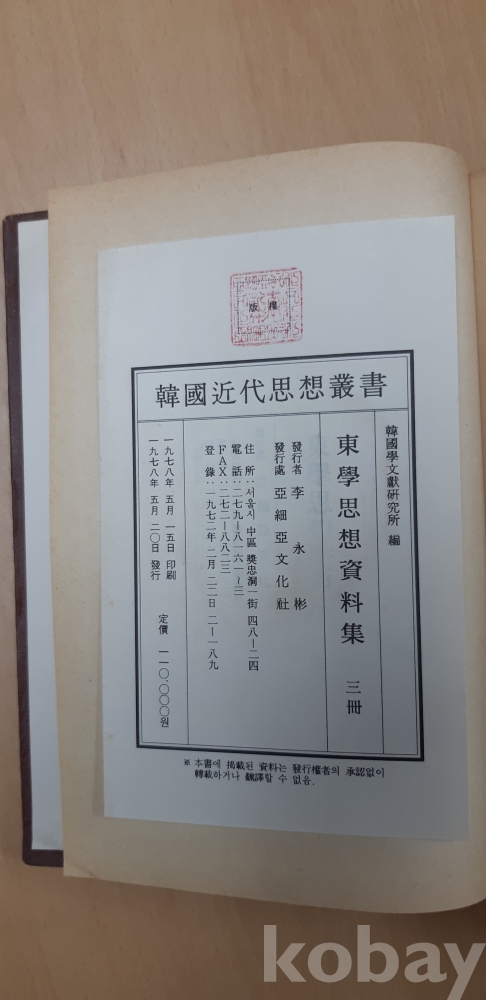 版權
韓國近代思想叢書
韓國學文獻硏究所 編
東學思想資料集 三冊
發行者 李永彬
發行處 亞細亞文化社
住所:서울시 中區 奬忠洞一街 四八―二四
電話:二七九―八一六一~三
FAX:二七二―八八一三
登錄:一九七二年 二月 二二日 二―一八九
一九七八年 五月 一五日 印刷
一九七八年 五月 二〇日 發行
定價 一一〇,〇〇〇원
※ 本書에 揭載된 資料는 發行權者의 承認없이
轉載하거나 飜譯할 수 없음.
kobay